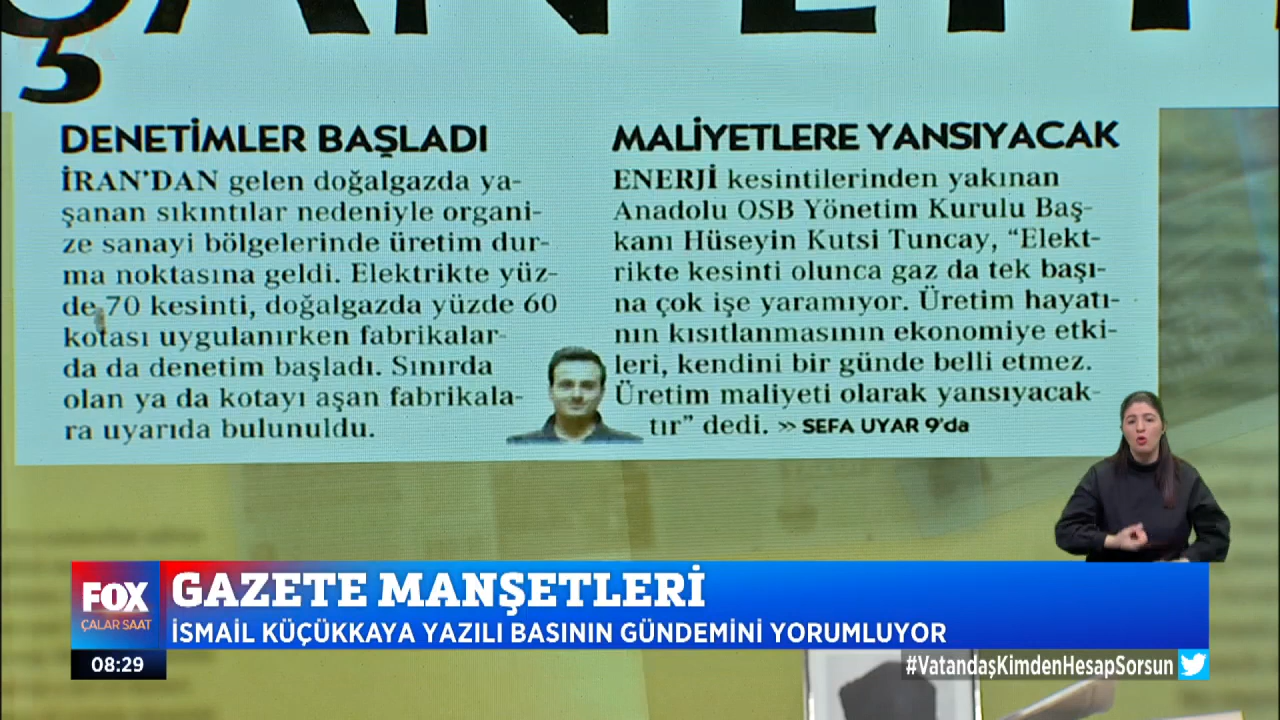 DENETİMLER BAŞLADI
İRAN'DAN gelen doğalgazda ya-
şanan sıkıntılar nedeniyle organi-
ze sanayi bölgelerinde üretim dur-
ma noktasına geldi. Elektrikte yüz-
de 70 kesinti, doğalgazda yüzde 60
kotası uygulanırken fabrikalar-
da da denetim başladı. Sınırda
olan ya da kotayı aşan fabrikala-
ra uyarıda bulunuldu.
MALİYETLERE YANSIYACAK
ENERJİ kesintilerinden yakınan
Anadolu OSB Yönetim Kurulu Baş-
kanı Hüseyin Kutsi Tuncay, “Elekt-
rikte kesinti olunca gaz da tek başı-
na çok işe yaramıyor. Üretim hayatı-
nın kısıtlanmasının ekonomiye etki-
leri, kendini bir günde belli etmez.
Üretim maliyeti olarak yansıyacak-
tır” dedi. » SEFA UYAR 9'da
FOX
ÇALAR SAAT
GAZETE MANŞETLERİ
İSMAİL KÜÇÜKKAYA YAZILI BASININ GÜNDEMİNİ YORUMLUYOR
08:29
#VatandaşKimdenHesapSorsun